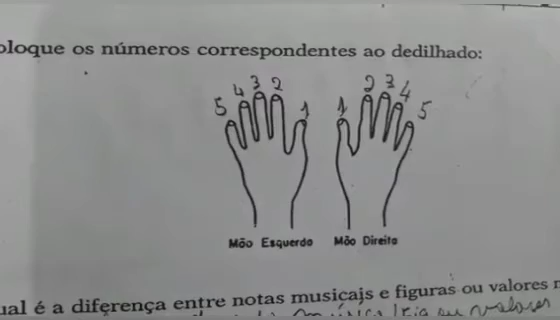 oloque os números correspondentes ao dedilhado:
5 4 3 2 1 1 2 3 4 5
Mão Esquerda Mão Direita
ual é a diferença entre notas musicais e figuras ou valores
valores